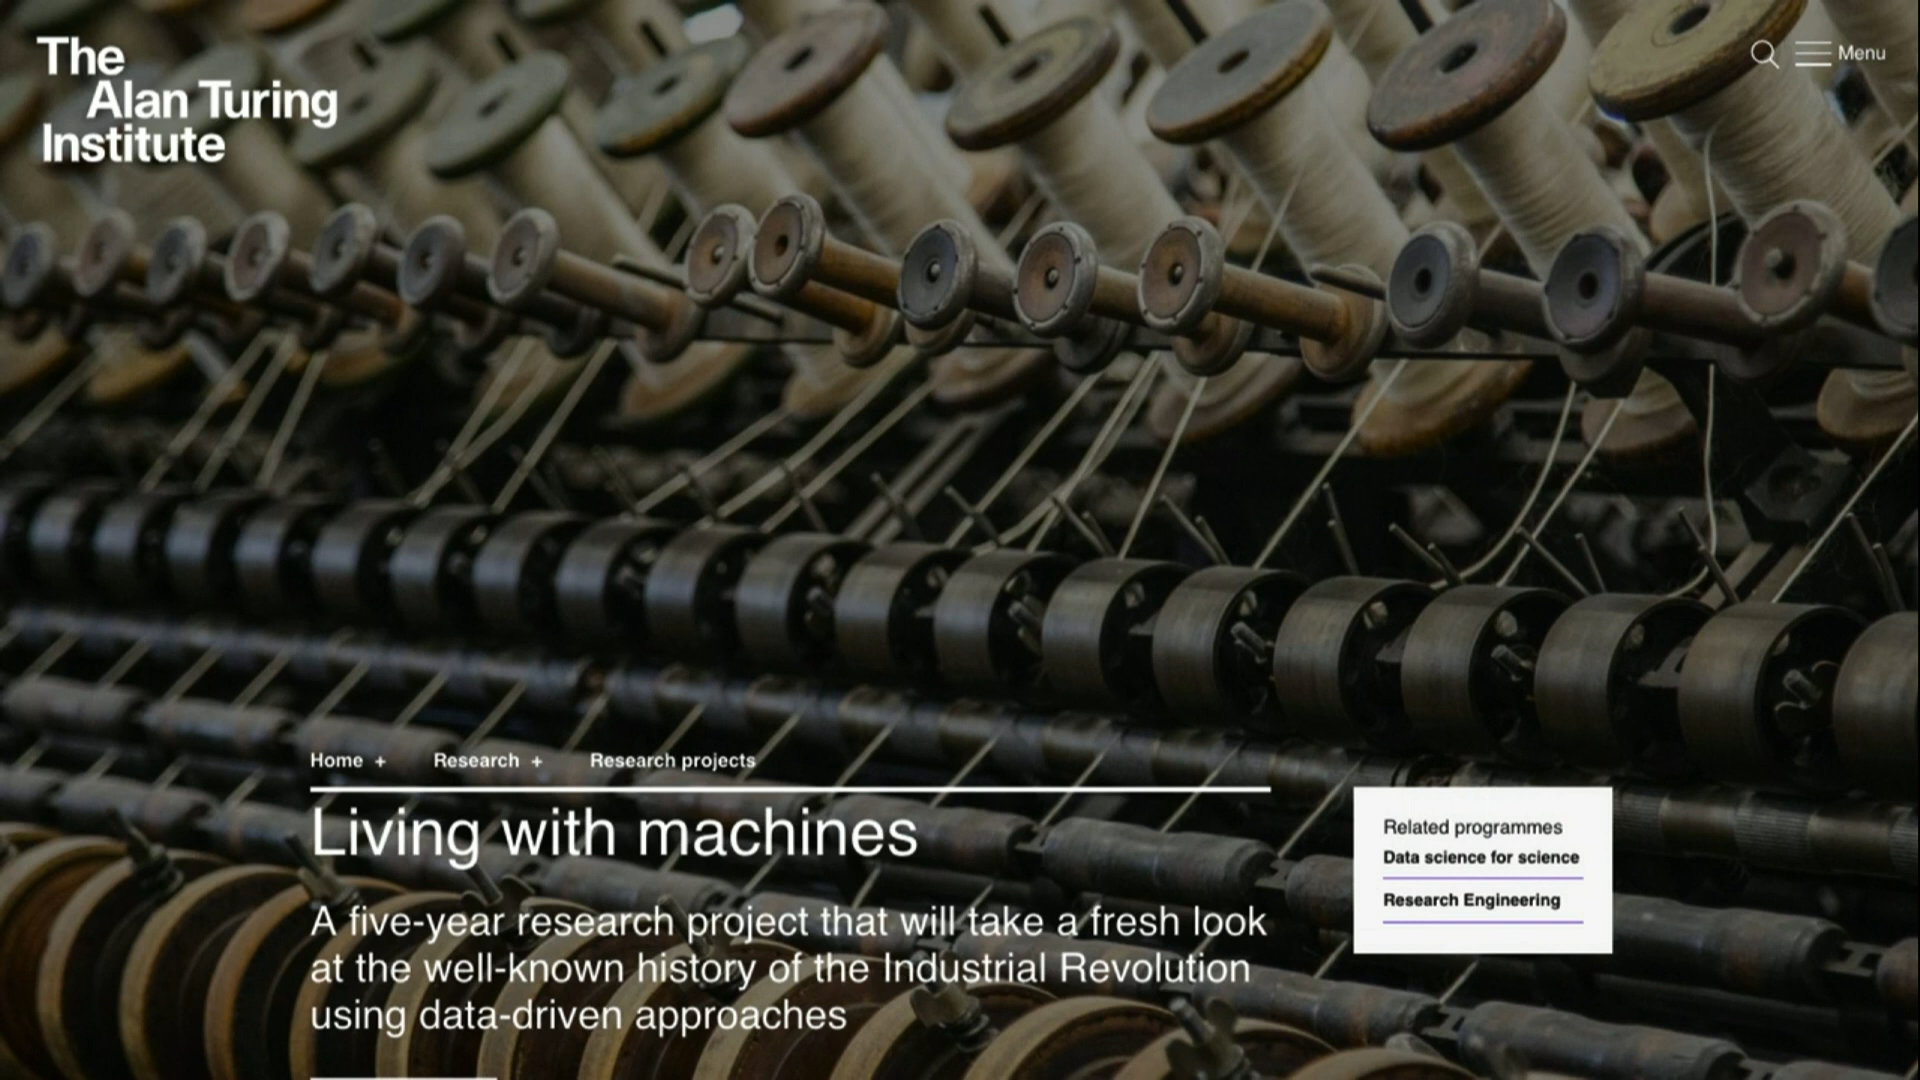 The
Alan Turing
Institute
Menu
Home +
Research +
Research projects
Living with machines
A five-year research project that will take a fresh look
at the well-known history of the Industrial Revolution
using data-driven approaches
Related programmes
Data science for science
Research Engineering